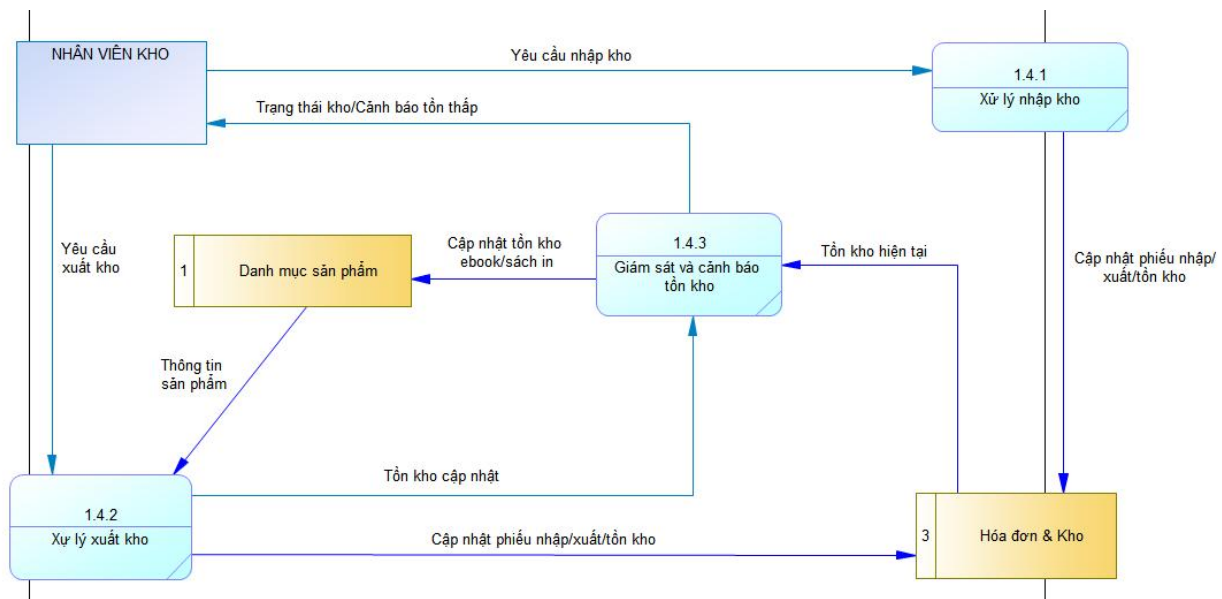 NHÂN VIÊN KHO
Yêu cầu nhập kho
1.4.1
Xử lý nhập kho
Trạng thái kho/Cảnh báo tồn thấp
Yêu cầu
xuất kho
1
Danh mục sản phẩm
Cập nhật tồn kho
ebook/sách in
1.4.3
Giám sát và cảnh báo
tồn kho
Tồn kho hiện tại
Cập nhật phiếu nhập/
xuất/tồn kho
Thông tin
sản phẩm
Tồn kho cập nhật
1.4.2
Xự lý xuất kho
Cập nhật phiếu nhập/xuất/tồn kho
3
Hóa đơn & Kho